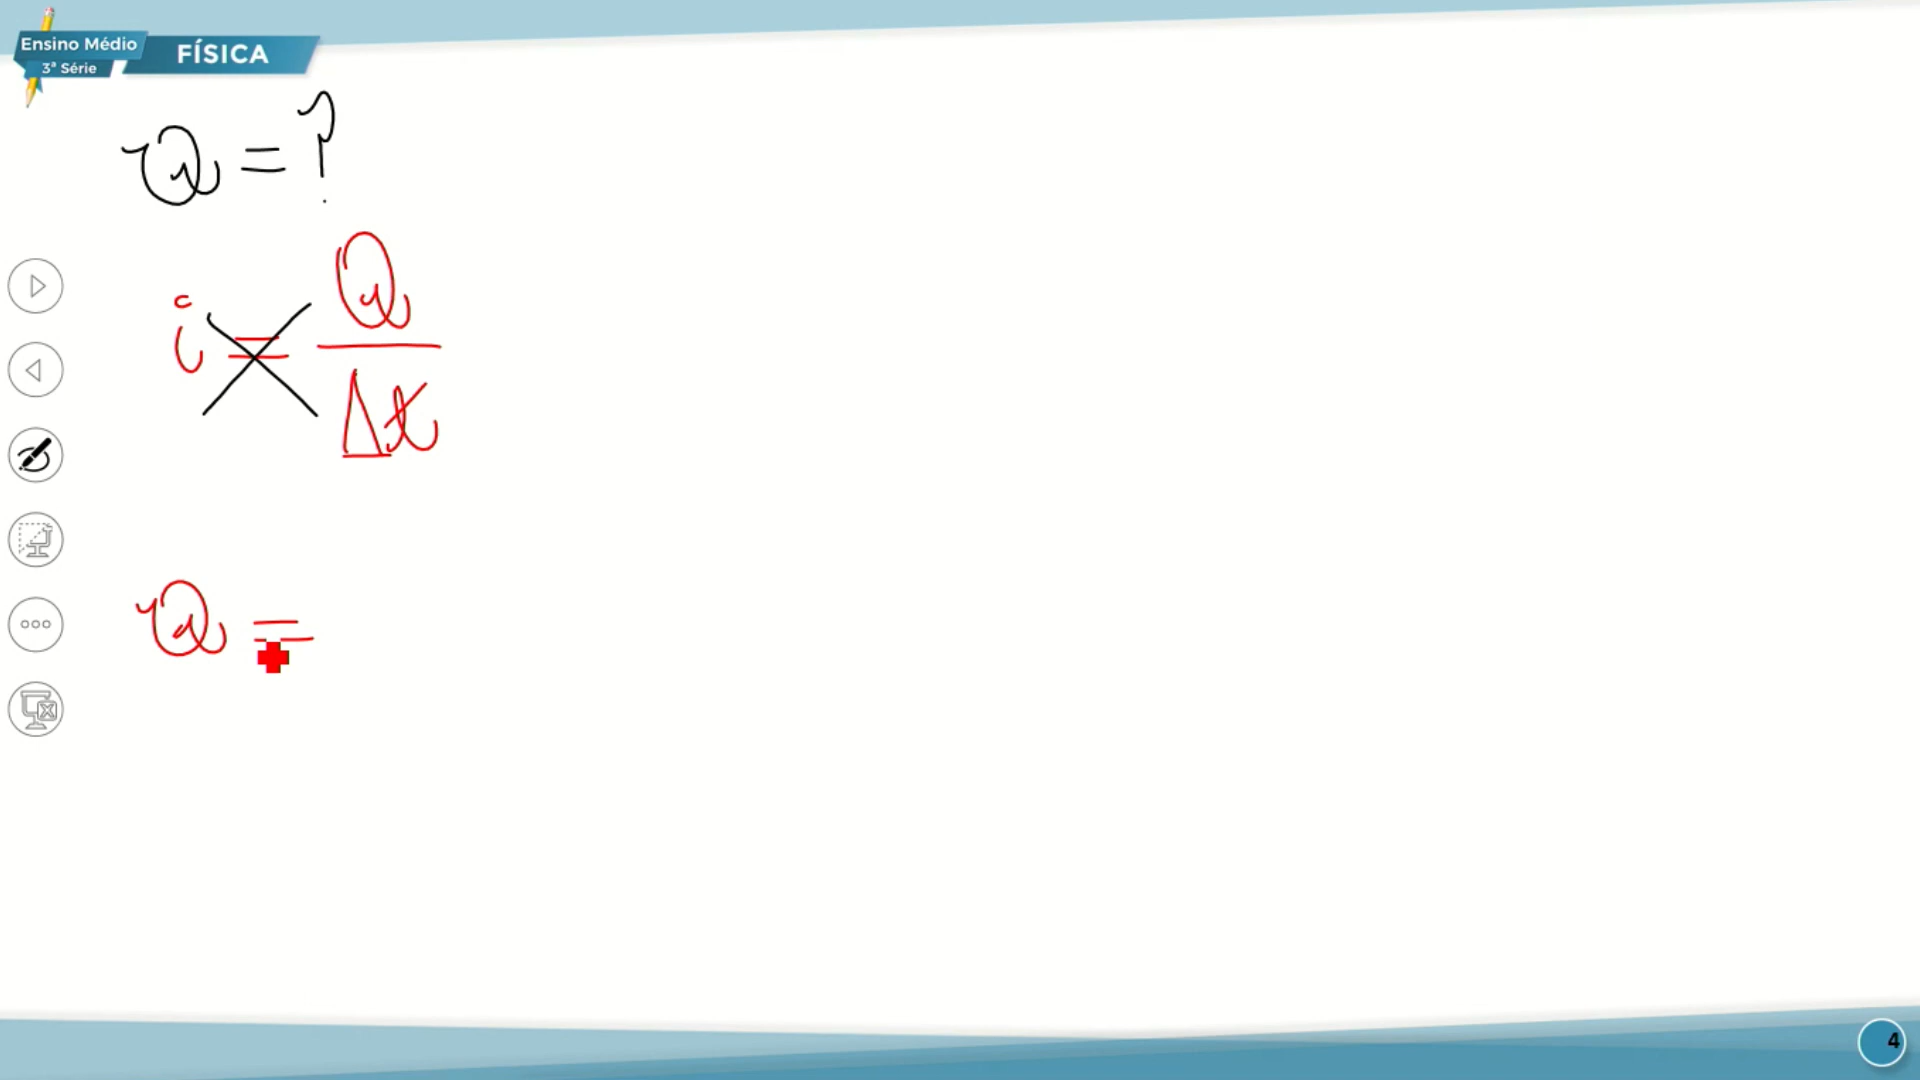 Ensino Médio
3ª Série
FÍSICA
Q = ?
i = Q
Δt
Q =
4